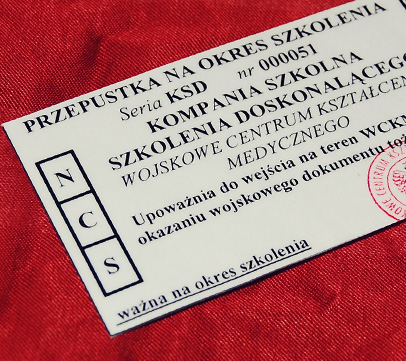 PRZEPUSTKA NA OKRES SZKOLENIA
Seria KSD nr 000051
KOMPANIA SZKOLNA
SZKOLENIA DOSKONALĄCEGO
WOJSKOWE CENTRUM KSZTAŁCEN
MEDYCZNEGO
N
C
S
Upoważnia do wejścia na teren WCKM
okazaniu wojskowego dokumentu toż
ważna na okres szkolenia